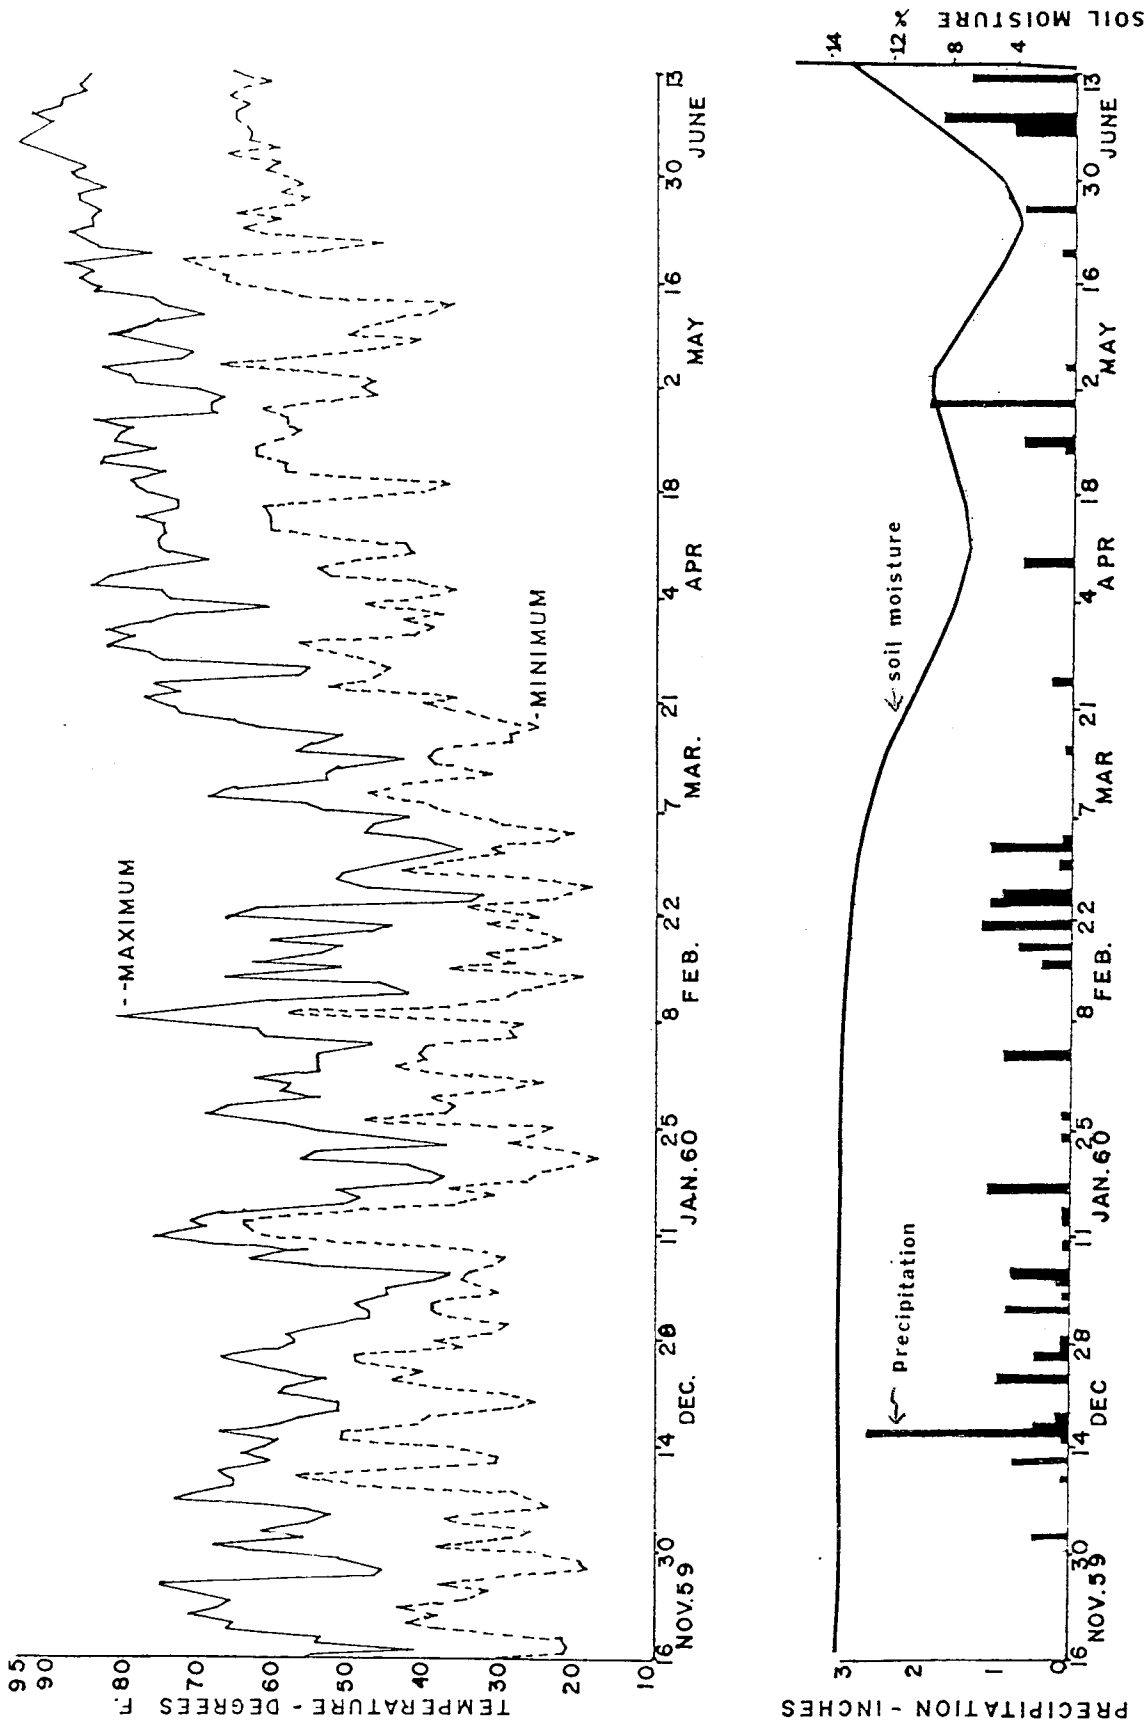 TEMPERATURE - DEGREES F.
95
90
80
70
60
50
40
30
20
10
--MAXIMUM
--MINIMUM
16 30 14 DEC. 28 11 25 8 22 7 21 4 18 2 16 30 13
NOV.59 JAN.60 FEB. MAR. APR MAY JUNE
PRECIPITATION - INCHES
3
2
1
0
precipitation
soil moisture
SOIL MOISTURE
14
12
8
4
16 30 14 28 11 25 8 22 7 21 4 18 2 16 30 13
NOV.59 DEC JAN.60 FEB. MAR APR MAY JUNE